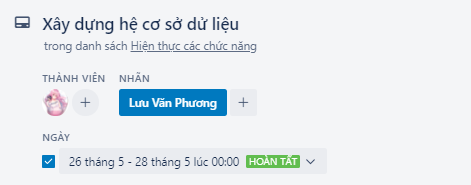 Xây dựng hệ cơ sở dử liệu
trong danh sách Hiện thực các chức năng
THÀNH VIÊN NHÃN
Lưu Văn Phương
NGÀY
26 tháng 5 - 28 tháng 5 lúc 00:00 HOÀN TẤT